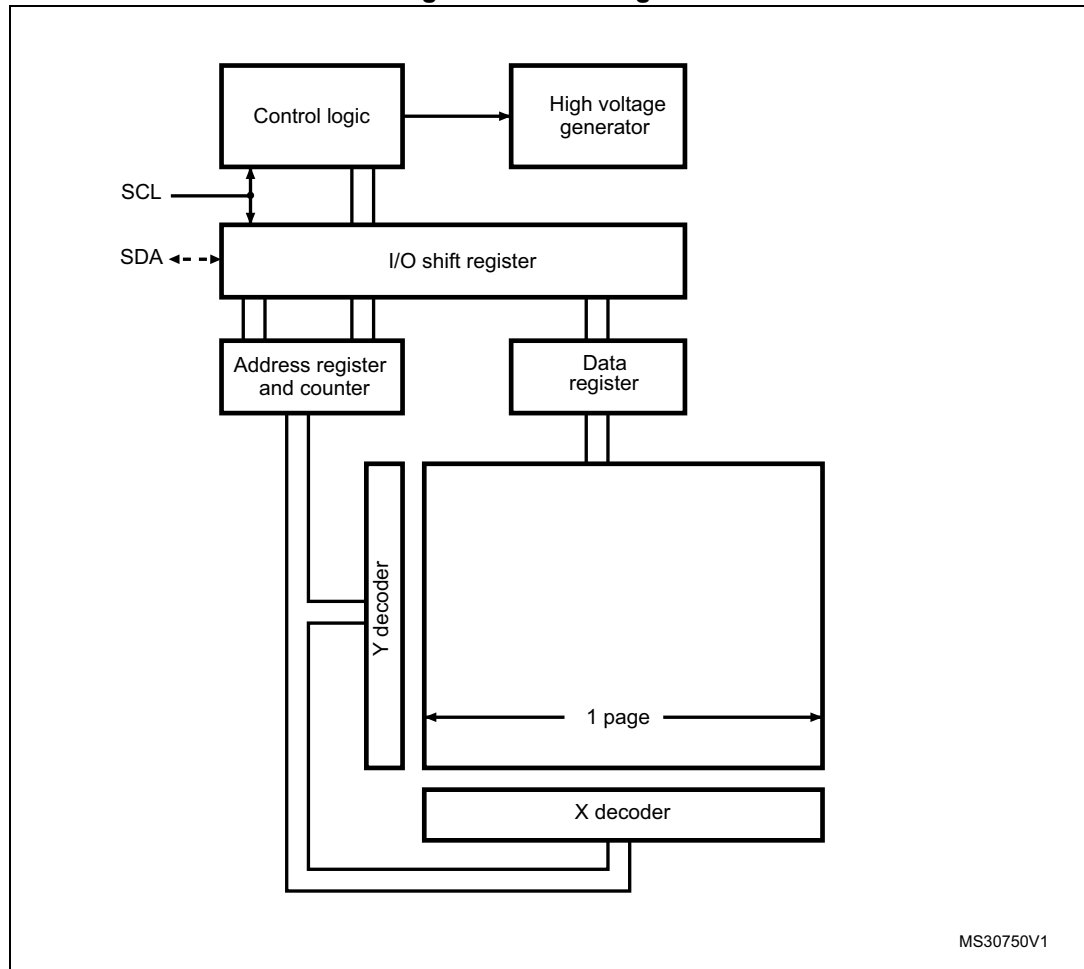 Control logic
High voltage
generator
SCL
SDA
I/O shift register
Address register
and counter
Data
register
Y decoder
1 page
X decoder
MS30750V1